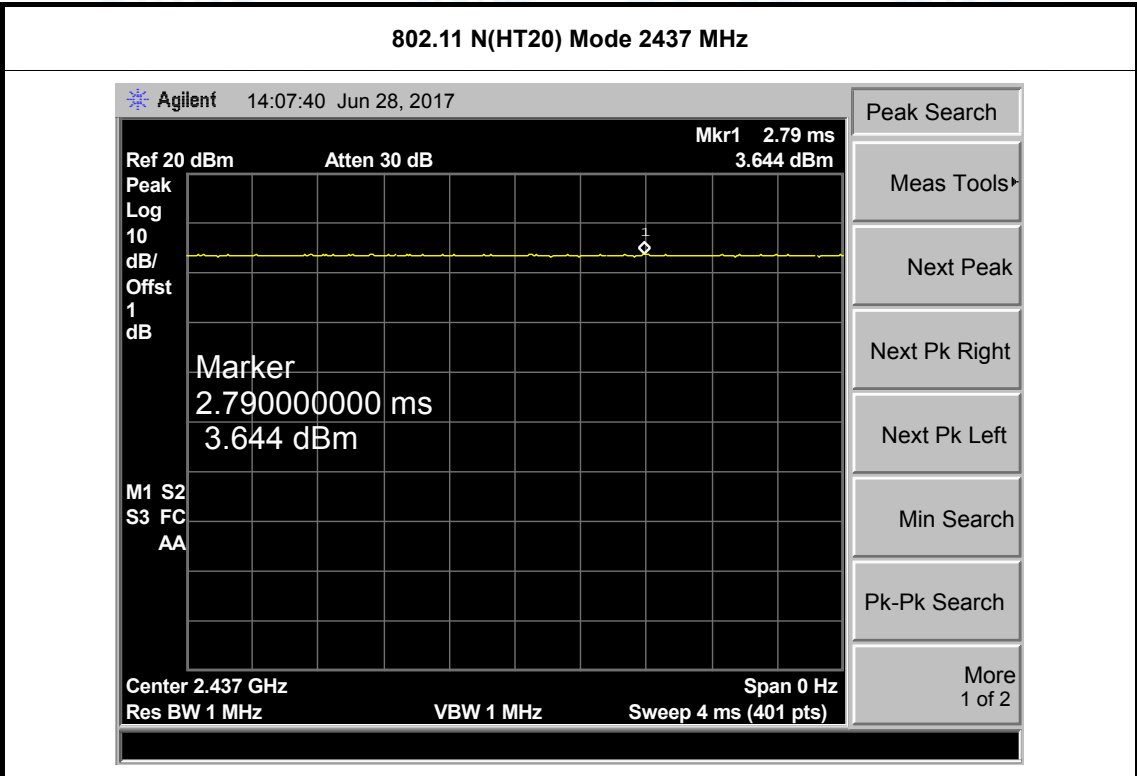 802.11 N(HT20) Mode 2437 MHz
Agilent 14:07:40 Jun 28, 2017
Peak Search
Mkr1 2.79 ms
Ref 20 dBm Atten 30 dB 3.644 dBm
Peak
Log
10
dB/
Offst
1
dB
1
Marker
2.790000000 ms
3.644 dBm
M1 S2
S3 FC
AA
Center 2.437 GHz Span 0 Hz
Res BW 1 MHz VBW 1 MHz Sweep 4 ms (401 pts)
Meas Tools
Next Peak
Next Pk Right
Next Pk Left
Min Search
Pk-Pk Search
More
1 of 2